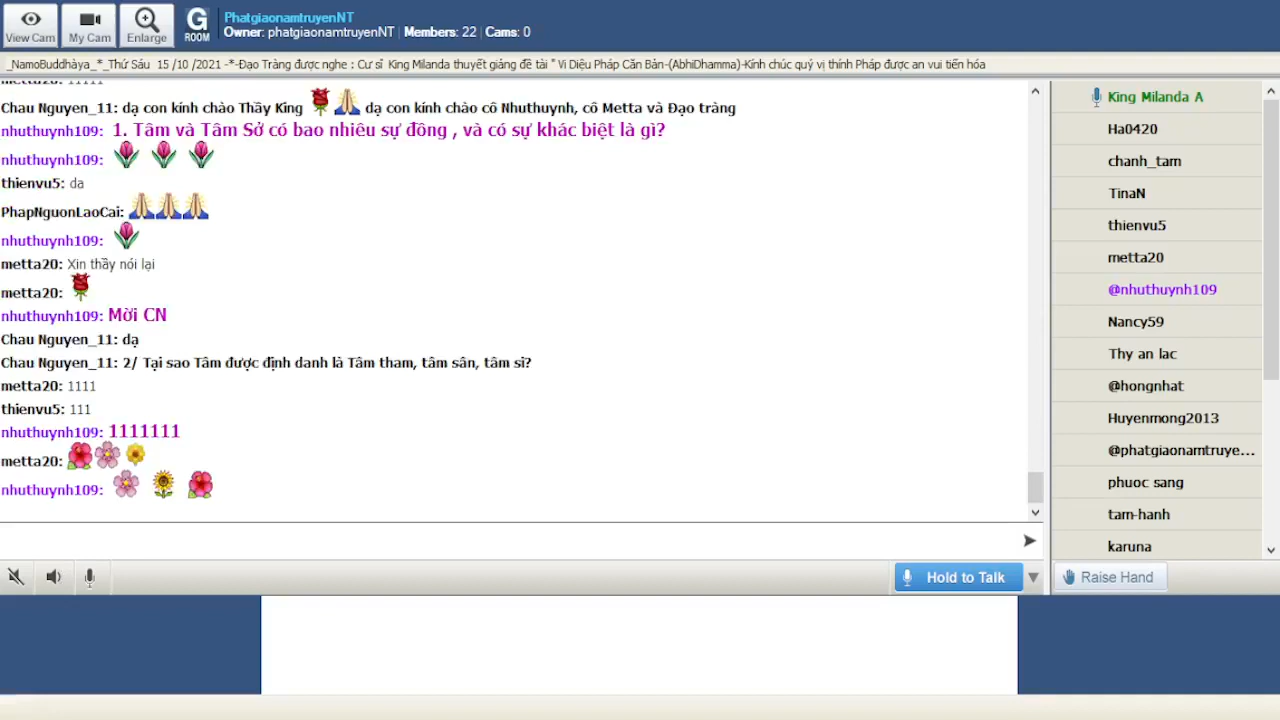 View Cam
My Cam
Enlarge
G
ROOM
PhatgiaonamtruyenNT
Owner: phatgiaonamtruyenNT | Members: 22 | Cams: 0
_NamoBuddhàya_*_Thứ Sáu 15 /10 /2021 -*-Đạo Tràng được nghe : Cư sĩ King Milanda thuyết giảng đề tài " Vi Diệu Pháp Căn Bản-(AbhiDhamma)-Kính chúc quý vị thính Pháp được an vui tiến hóa
metta20: 11111
Chau Nguyen_11: dạ con kính chào Thầy King dạ con kính chào cô Nhuthuynh, cô Metta và Đạo tràng
nhuthuynh109: 1. Tâm và Tâm Sở có bao nhiêu sự đồng , và có sự khác biệt là gì?
nhuthuynh109:
thienvu5: da
PhapNguonLaoCai:
nhuthuynh109:
metta20: Xin thầy nói lại
metta20:
nhuthuynh109: Mời CN
Chau Nguyen_11: dạ
Chau Nguyen_11: 2/ Tại sao Tâm được định danh là Tâm tham, tâm sân, tâm si?
metta20: 1111
thienvu5: 111
nhuthuynh109: 1111111
metta20:
nhuthuynh109:
King Milanda A
Ha0420
chanh_tam
TinaN
thienvu5
metta20
@nhuthuynh109
Nancy59
Thy an lac
@hongnhat
Huyenmong2013
@phatgiaonamtruye...
phuoc sang
tam-hanh
karuna
Hold to Talk
Raise Hand